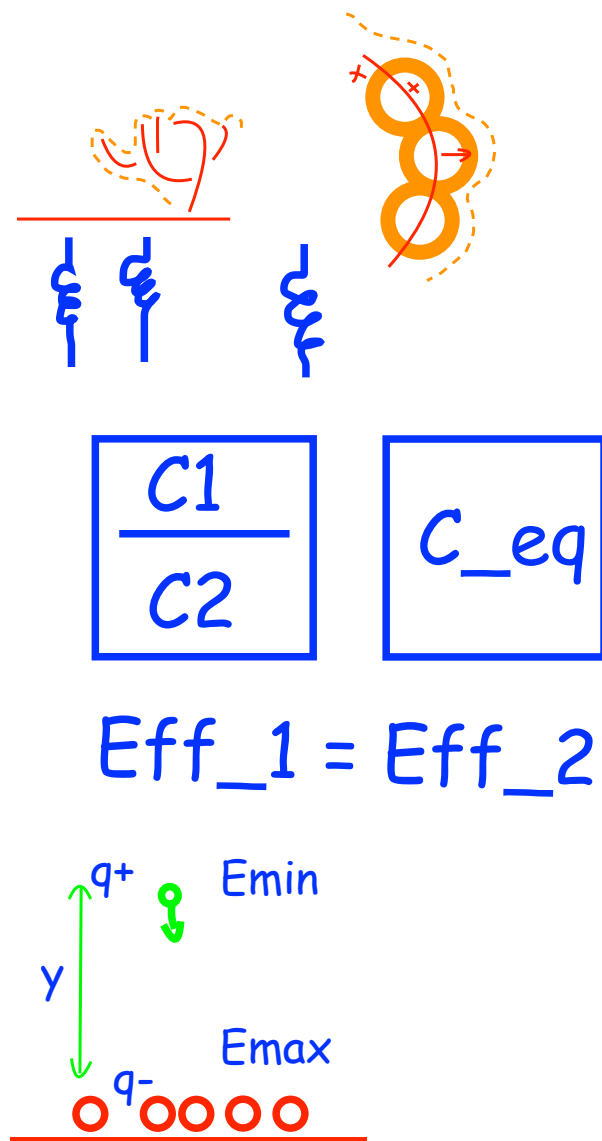 C1
C2
C_eq
Eff_1 = Eff_2
q+
Emin
y
Emax
q-